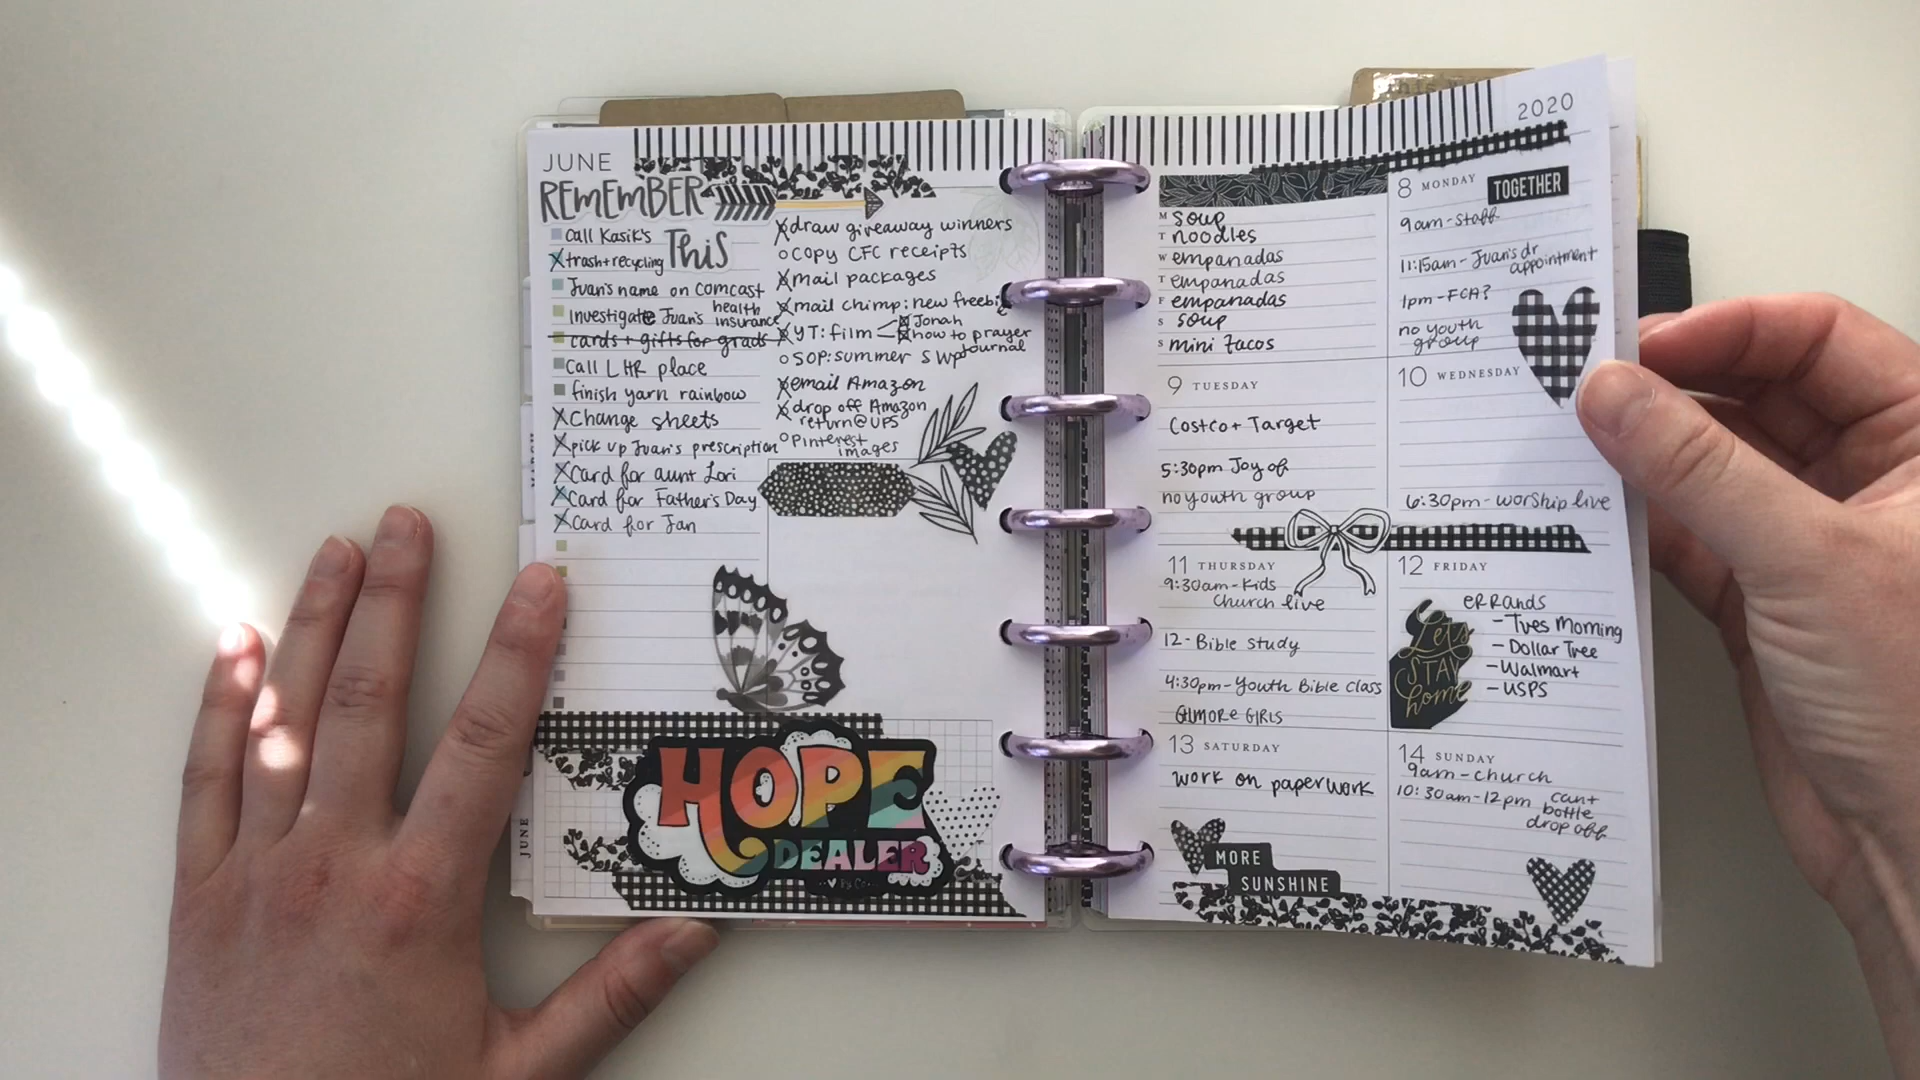 JUNE
REMEMBER
THIS
call Kasik's
trash + recycling
Juan's name on comcast
investigate Juan's health
insurance
cards + gifts for grads
Call LHR place
finish yarn rainbow
Change sheets
pick up Juan's prescription
Card for aunt Lori
Card for Father's Day
Card for Jan
draw giveaway winners
copy CFC receipts
mail packages
mail chimp: new freebie
YT: film
Jonah
how to prayer
journal
SOP: summer SWP
email Amazon
drop off Amazon
return @ UPS
Pinterest
images
HOPE
DEALER
JUNE
2020
M soup
T noodles
W empanadas
T empanadas
F empanadas
S soup
S mini tacos
8 MONDAY
TOGETHER
9am - staff
11:15am - Juan's dr
appointment
1pm - FCA?
no youth
group
9 TUESDAY
Costco + Target
5:30pm Joy of
no youth group
10 WEDNESDAY
6:30pm - worship live
11 THURSDAY
9:30am - Kids
Church live
12 - Bible study
4:30pm - Youth Bible class
GILMORE GIRLS
12 FRIDAY
eRRands
- Tues Morning
- Dollar Tree
- Walmart
- USPS
Let's
STAY
home
13 SATURDAY
work on paperwork
MORE
SUNSHINE
14 SUNDAY
9am - church
10:30am - 12pm can +
bottle
drop off